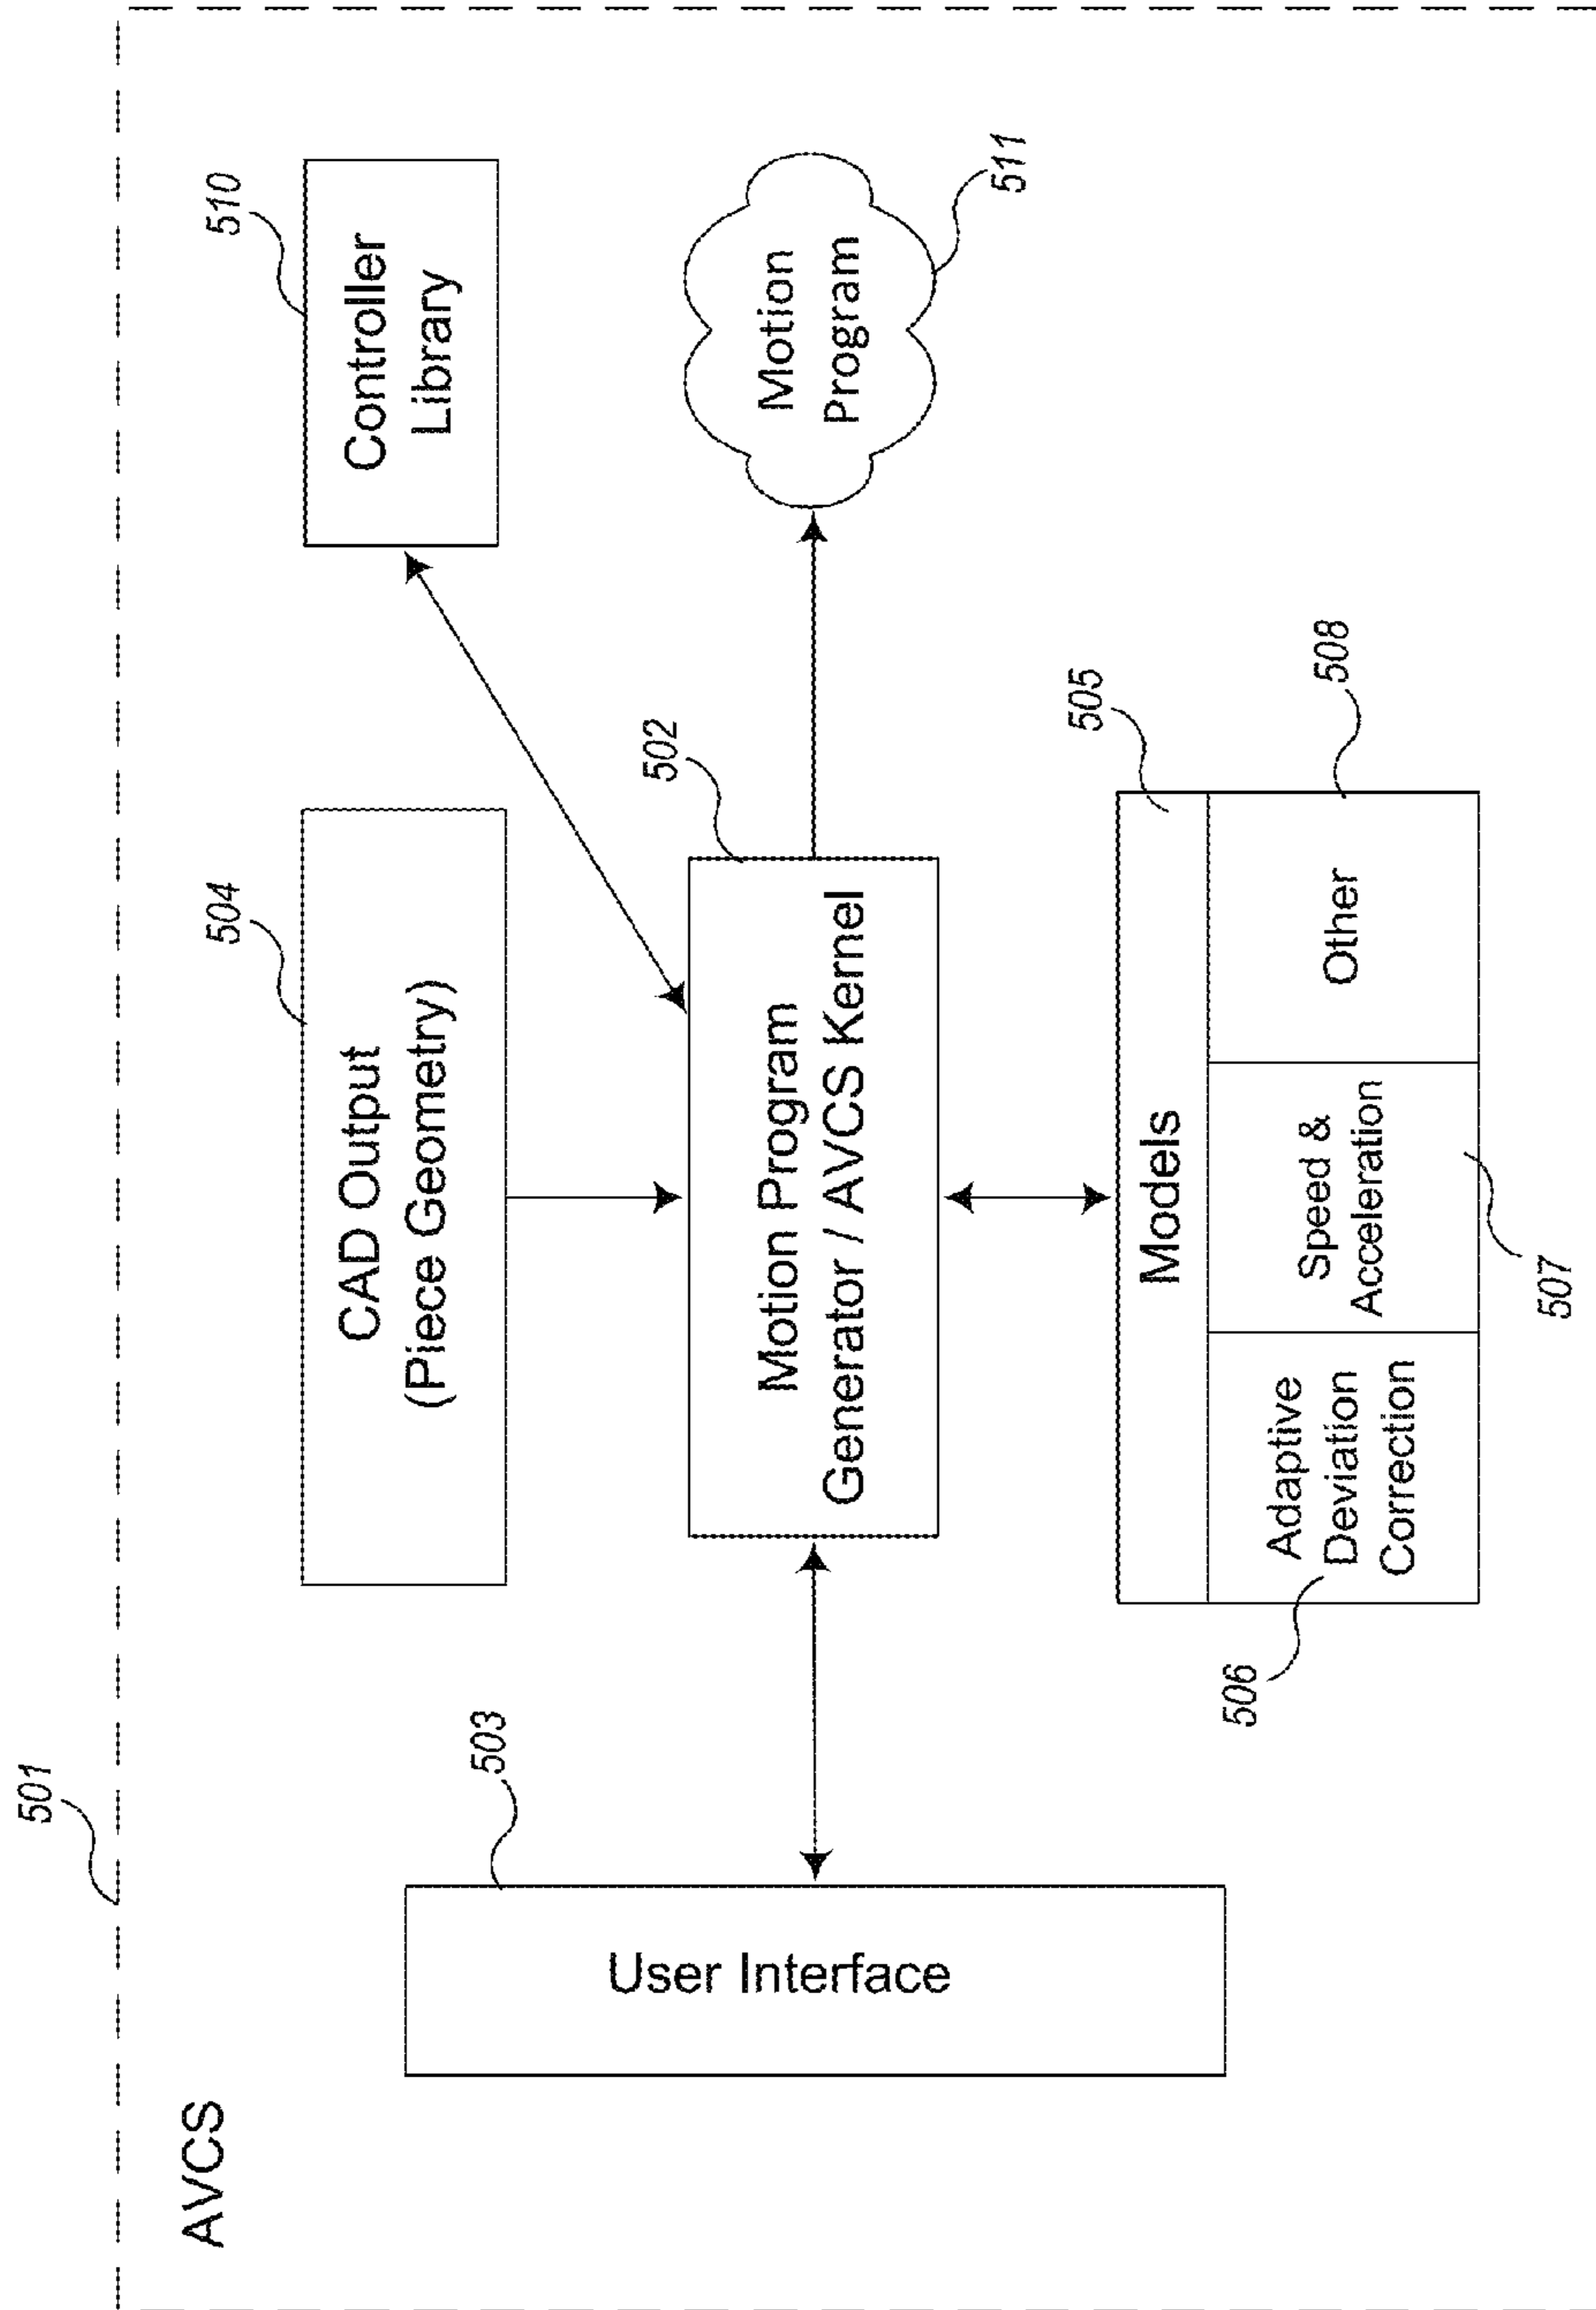 501
AVCS
504
CAD Output
(Piece Geometry)
510
Controller
Library
503
User Interface
502
Motion Program
Generator / AVCS Kernel
Motion
Program
511
505
Models
506
Adaptive
Deviation
Correction
Speed &
Acceleration
507
Other
508